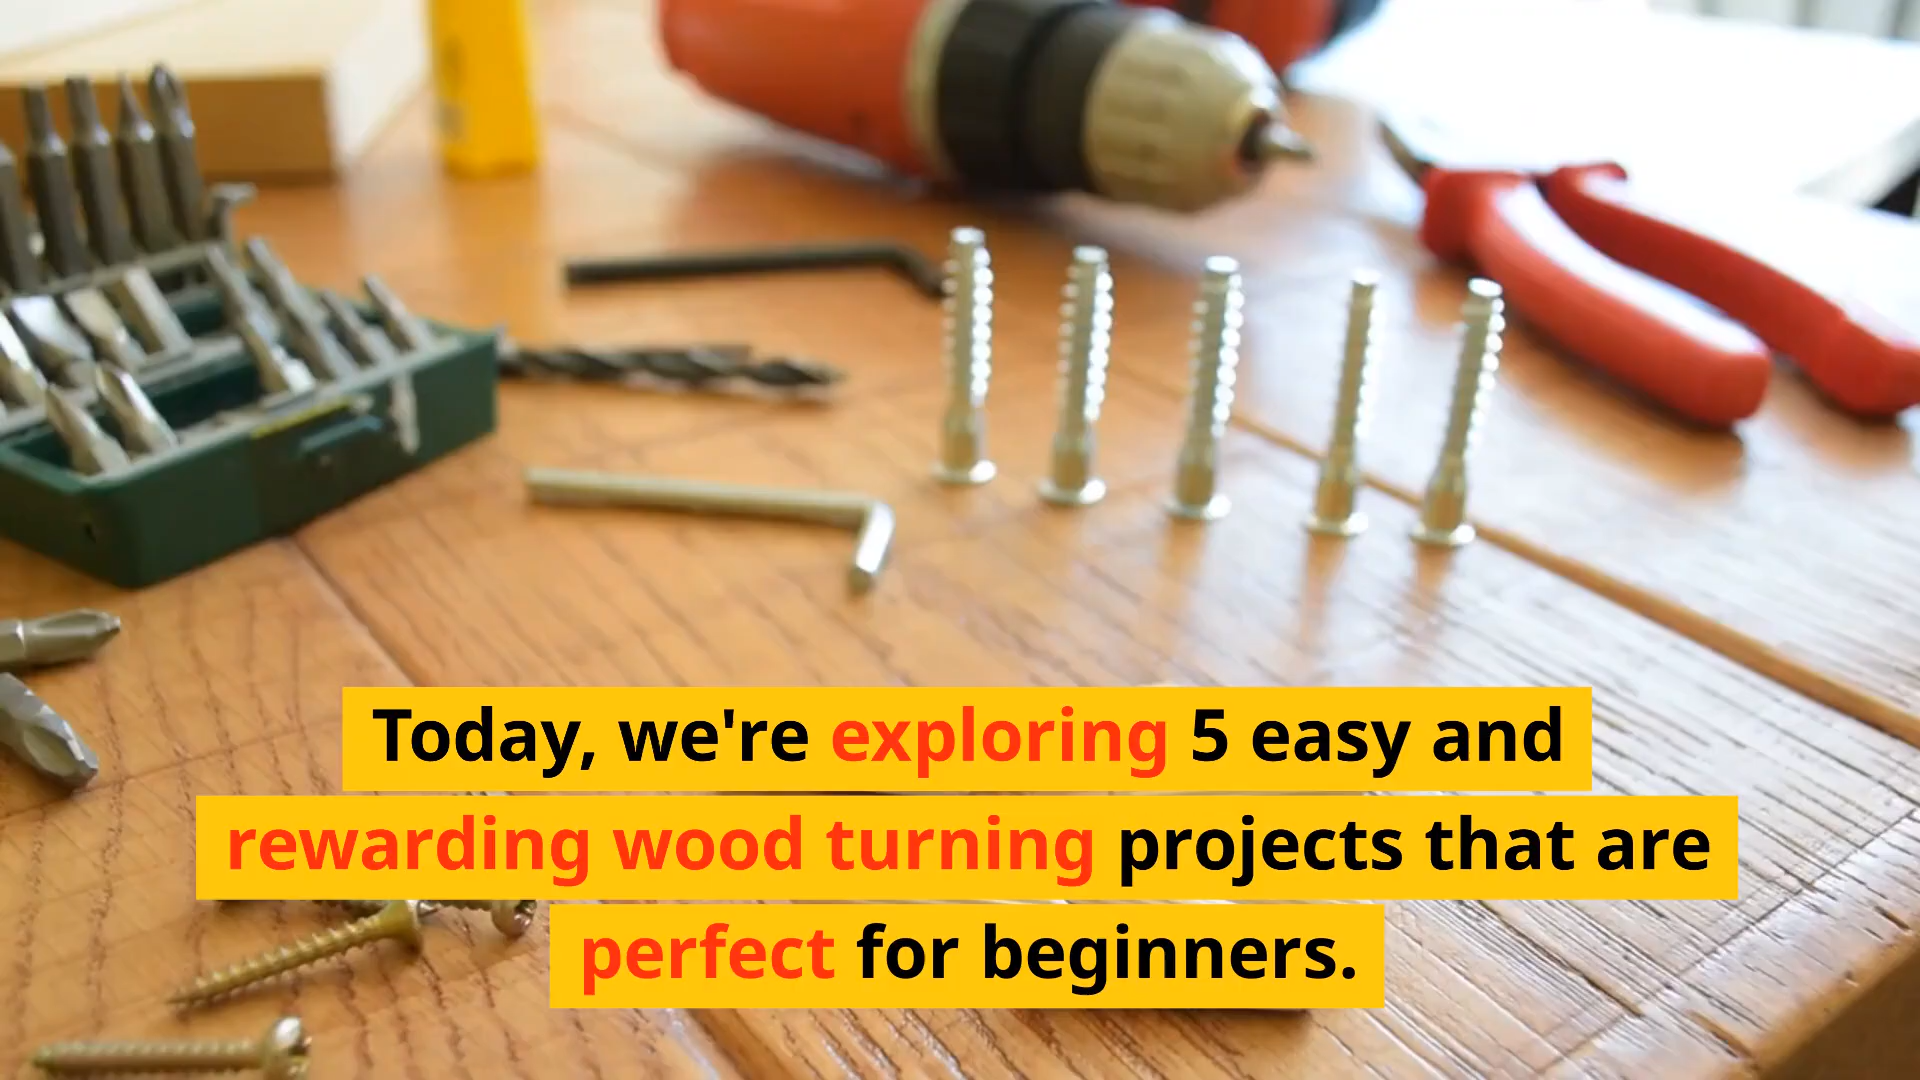 Today, we're exploring 5 easy and
rewarding wood turning projects that are
perfect for beginners.